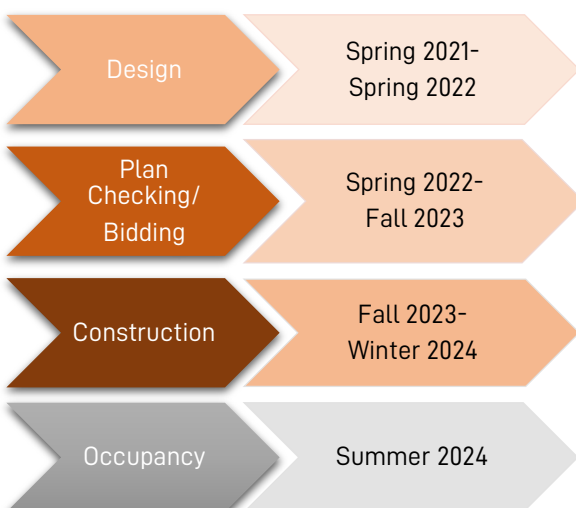 Design
Spring 2021-
Spring 2022
Plan
Checking/
Bidding
Spring 2022-
Fall 2023
Construction
Fall 2023-
Winter 2024
Occupancy
Summer 2024